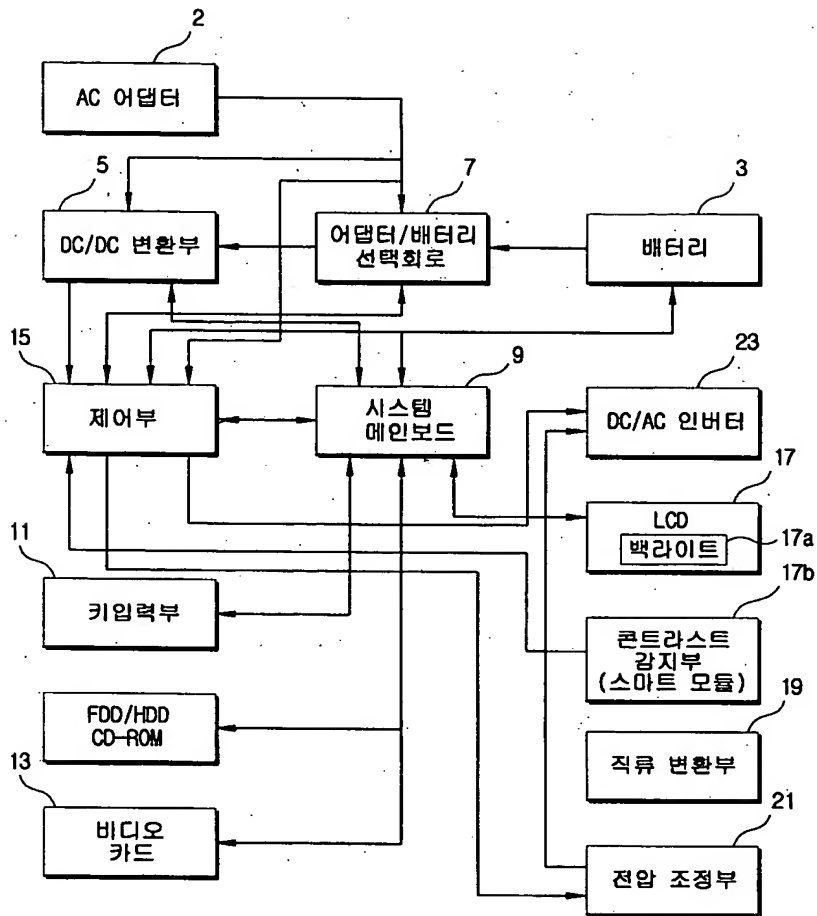 2
AC 어댑터
5
DC/DC 변환부
7
어댑터/배터리
선택회로
3
배터리
15
제어부
9
시스템
메인보드
23
DC/AC 인버터
17
LCD
백라이트
17a
11
키입력부
17b
콘트라스트
감지부
(스마트 모듈)
FDD/HDD
CD-ROM
19
직류 변환부
13
비디오
카드
21
전압 조정부